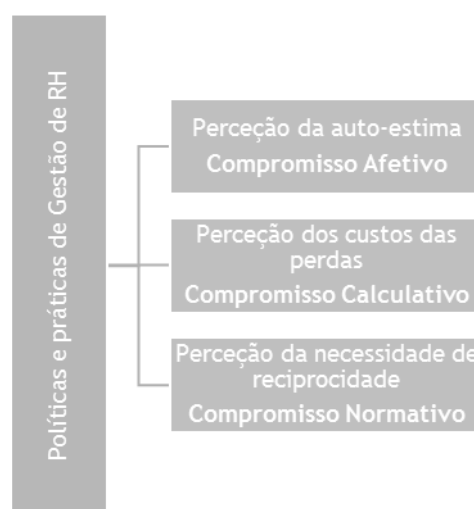 Políticas e práticas de Gestão de RH
Perceção da auto-estima
Compromisso Afetivo
Perceção dos custos das
perdas
Compromisso Calculativo
Perceção da necessidade de
reciprocidade
Compromisso Normativo